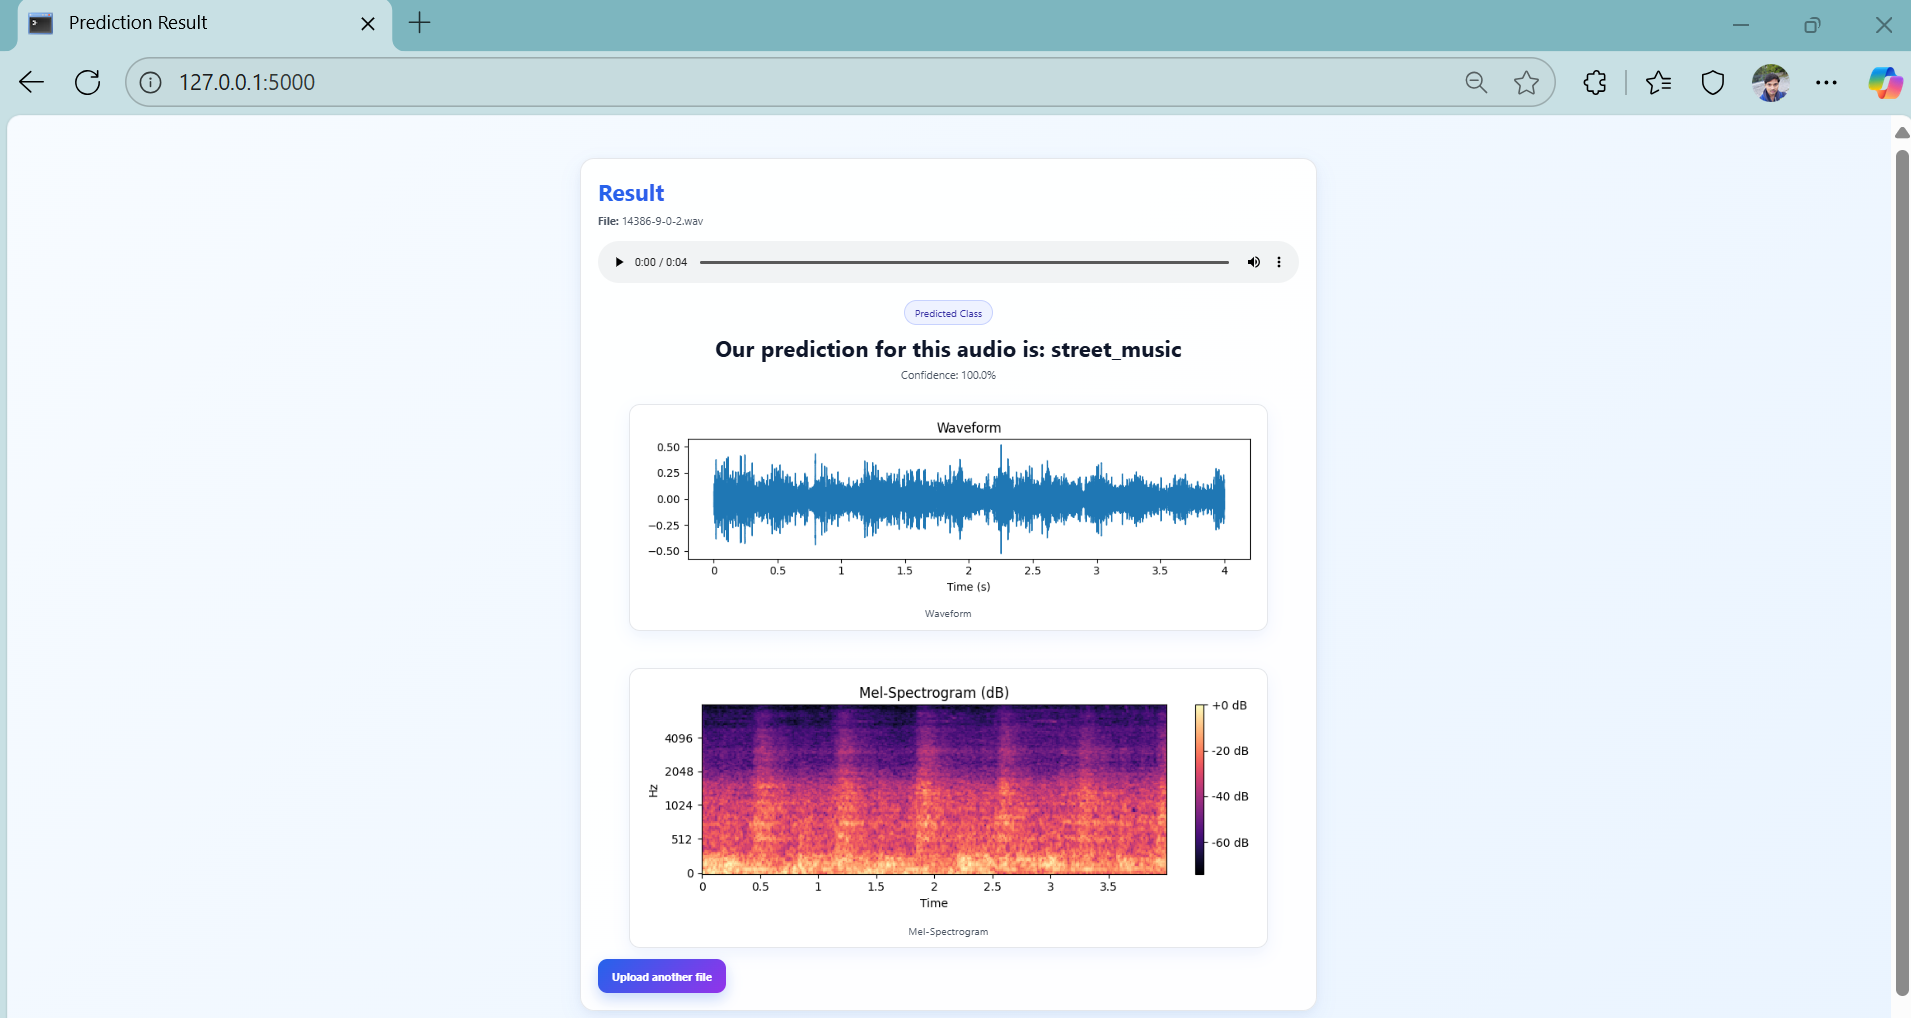 Prediction Result
127.0.0.1:5000
Result
File: 14386-9-0-2.wav
0:00 / 0:04
Predicted Class
Our prediction for this audio is: street_music
Confidence: 100.0%
Waveform
0.50
0.25
0.00
−0.25
−0.50
0 0.5 1 1.5 2 2.5 3 3.5 4
Time (s)
Waveform
Mel-Spectrogram (dB)
+0 dB
-20 dB
-40 dB
-60 dB
4096
2048
1024
512
0
Hz
0 0.5 1 1.5 2 2.5 3 3.5
Time
Mel-Spectrogram
Upload another file